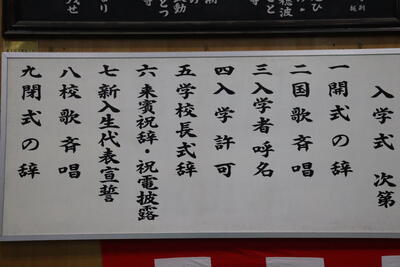 入学式 次第
一 開式の辞
二 国歌斉唱
三 入学者呼名
四 入学許可
五 学校長式辞
六 来賓祝辞・祝電披露
七 新入生代表宣誓
八 校歌斉唱
九 閉式の辞